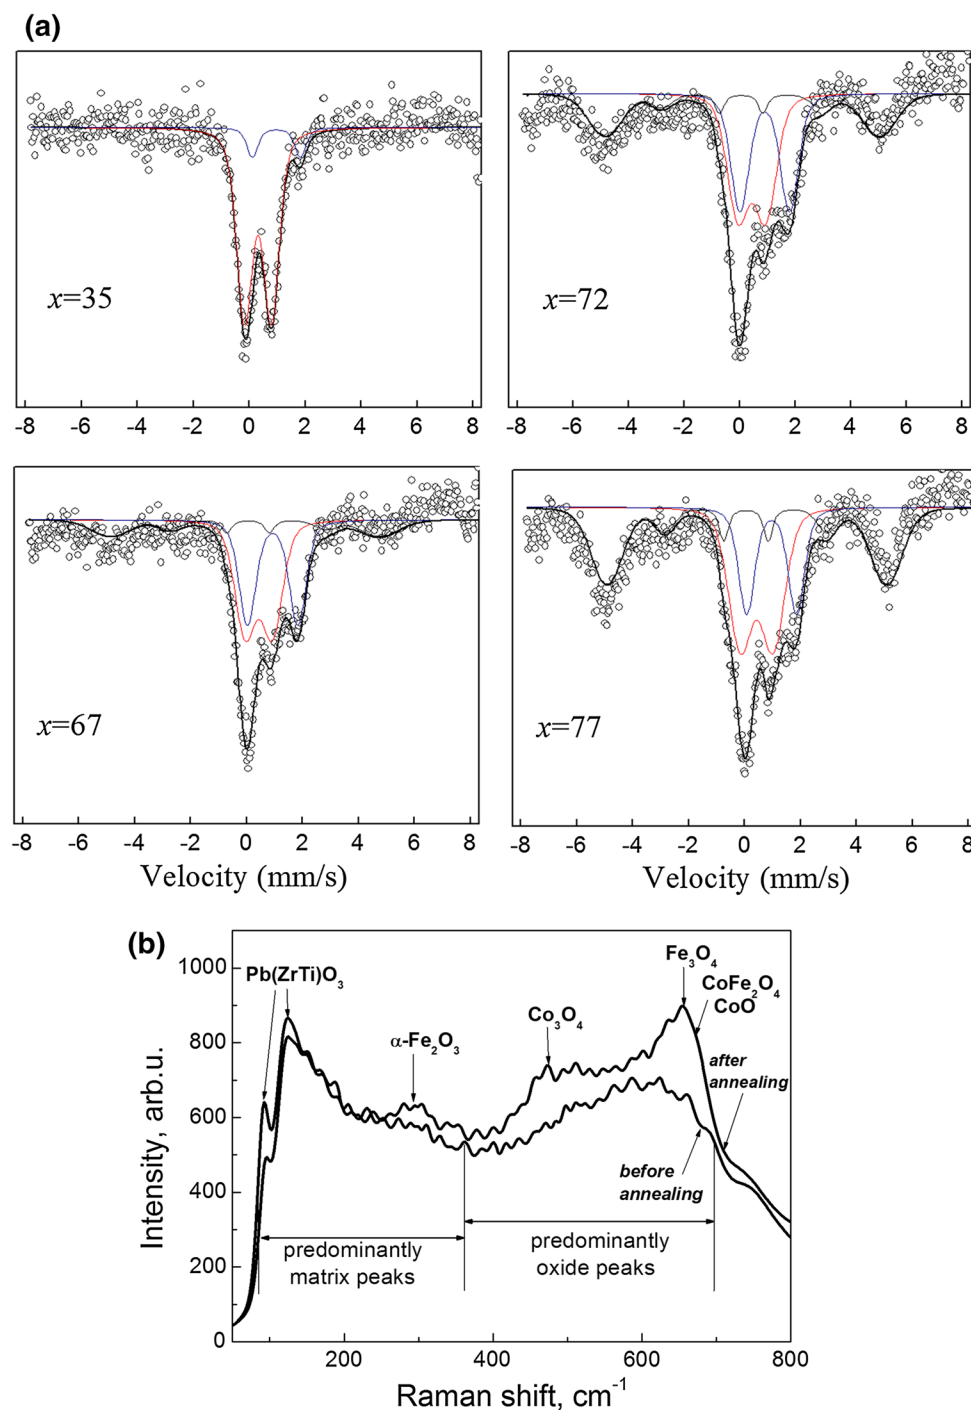 (a)
x=35
x=72
-8 -6 -4 -2 0 2 4 6 8
-8 -6 -4 -2 0 2 4 6 8
x=67
x=77
-8 -6 -4 -2 0 2 4 6 8
-8 -6 -4 -2 0 2 4 6 8
Velocity (mm/s)
Velocity (mm/s)
(b)
1000
800
600
400
200
0
Intensity, arb.u.
Pb(ZrTi)O₃
α-Fe₂O₃
Co₃O₄
Fe₃O₄
CoFe₂O₄
CoO
after
annealing
before
annealing
predominantly
matrix peaks
predominantly
oxide peaks
200 400 600 800
Raman shift, cm⁻¹